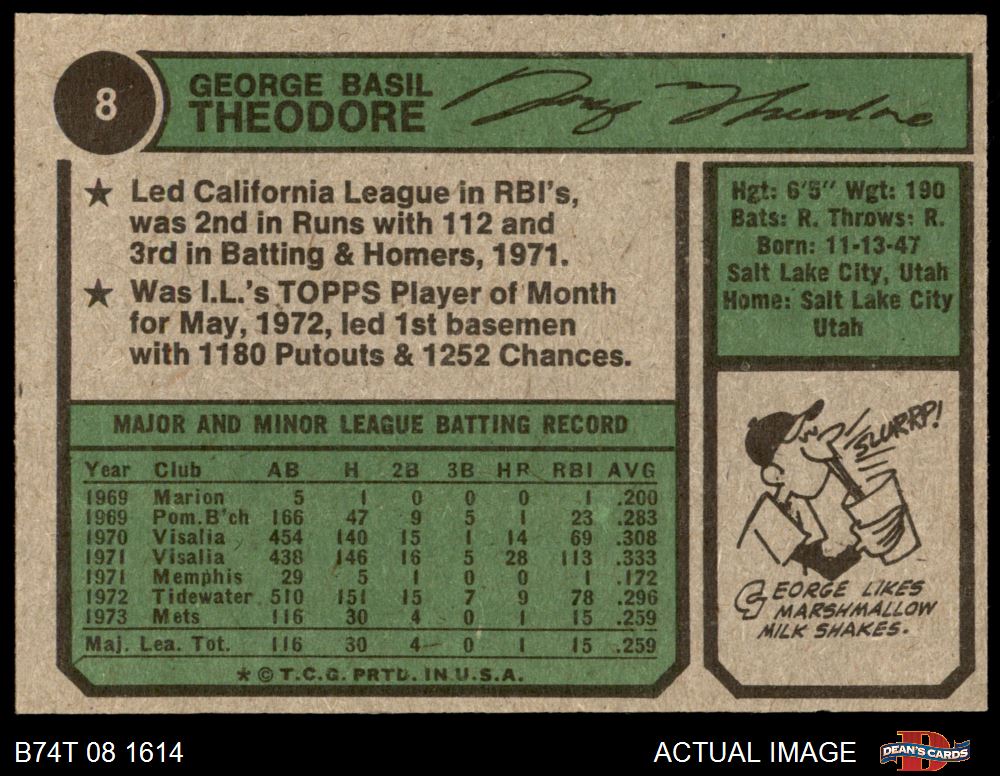 8
GEORGE BASIL
THEODORE
George Theodore
★ Led California League in RBI's,
was 2nd in Runs with 112 and
3rd in Batting & Homers, 1971.
★ Was I.L.'s TOPPS Player of Month
for May, 1972, led 1st basemen
with 1180 Putouts & 1252 Chances.
Hgt: 6'5" Wgt: 190
Bats: R. Throws: R.
Born: 11-13-47
Salt Lake City, Utah
Home: Salt Lake City
Utah
MAJOR AND MINOR LEAGUE BATTING RECORD
Year Club AB H 2B 3B HR RBI AVG
1969 Marion 5 1 0 0 0 1 .200
1969 Pom.B'ch 166 47 9 5 1 23 .283
1970 Visalia 454 140 15 1 14 69 .308
1971 Visalia 438 146 16 5 28 113 .333
1971 Memphis 29 5 1 0 0 1 .172
1972 Tidewater 510 151 15 7 9 78 .296
1973 Mets 116 30 4 0 1 15 .259
Maj. Lea. Tot. 116 30 4 0 1 15 .259
★ © T.C.G. PRTD. IN U.S.A.
SLURRP!
GEORGE LIKES
MARSHMALLOW
MILK SHAKES.
B74T 08 1614
ACTUAL IMAGE
D
DEAN'S CARDS